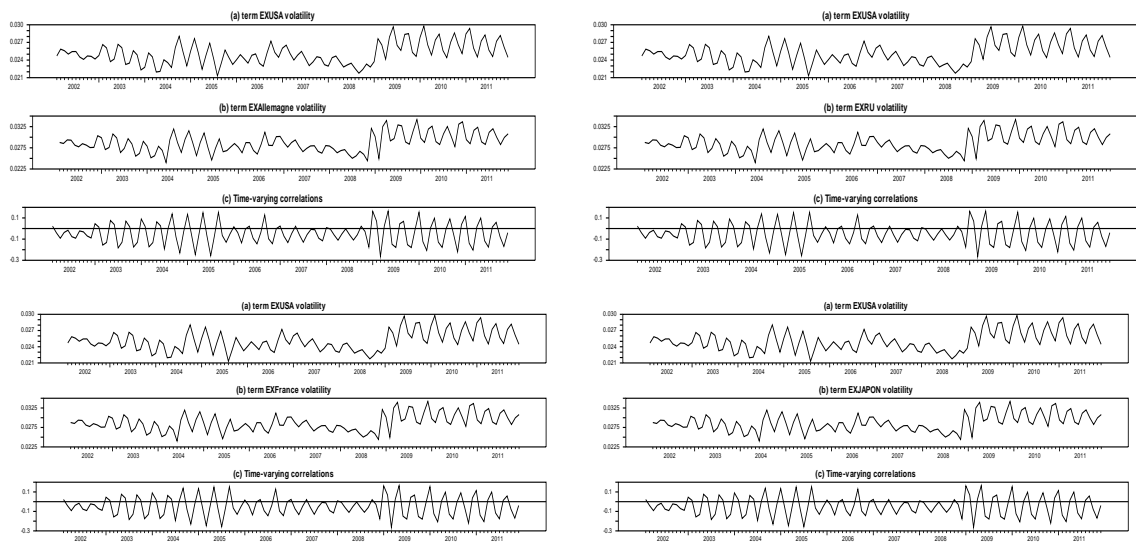 (a) term EXUSA volatility
0.030
0.027
0.024
0.021
2002 2003 2004 2005 2006 2007 2008 2009 2010 2011
(b) term EXAllemagne volatility
0.0325
0.0275
0.0225
2002 2003 2004 2005 2006 2007 2008 2009 2010 2011
(c) Time-varying correlations
0.1
-0.1
-0.3
2002 2003 2004 2005 2006 2007 2008 2009 2010 2011
(a) term EXUSA volatility
0.030
0.027
0.024
0.021
2002 2003 2004 2005 2006 2007 2008 2009 2010 2011
(b) term EXRU volatility
0.0325
0.0275
0.0225
2002 2003 2004 2005 2006 2007 2008 2009 2010 2011
(c) Time-varying correlations
0.1
-0.1
-0.3
2002 2003 2004 2005 2006 2007 2008 2009 2010 2011
(a) term EXUSA volatility
0.030
0.027
0.024
0.021
2002 2003 2004 2005 2006 2007 2008 2009 2010 2011
(b) term EXFrance volatility
0.0325
0.0275
0.0225
2002 2003 2004 2005 2006 2007 2008 2009 2010 2011
(c) Time-varying correlations
0.1
-0.1
-0.3
2002 2003 2004 2005 2006 2007 2008 2009 2010 2011
(a) term EXUSA volatility
0.030
0.027
0.024
0.021
2002 2003 2004 2005 2006 2007 2008 2009 2010 2011
(b) term EXJAPON volatility
0.0325
0.0275
0.0225
2002 2003 2004 2005 2006 2007 2008 2009 2010 2011
(c) Time-varying correlations
0.1
-0.1
-0.3
2002 2003 2004 2005 2006 2007 2008 2009 2010 2011